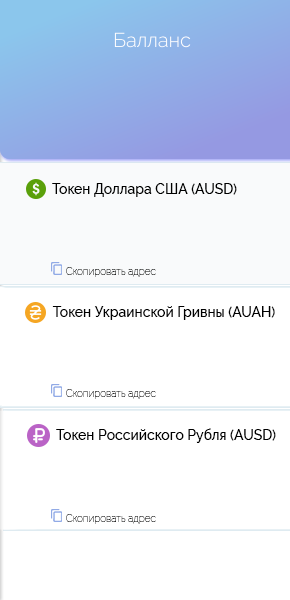 Балланс
Токен Доллара США (AUSD)
Скопировать адрес
Токен Украинской Гривны (AUAH)
Скопировать адрес
Токен Российского Рубля (AUSD)
Скопировать адрес